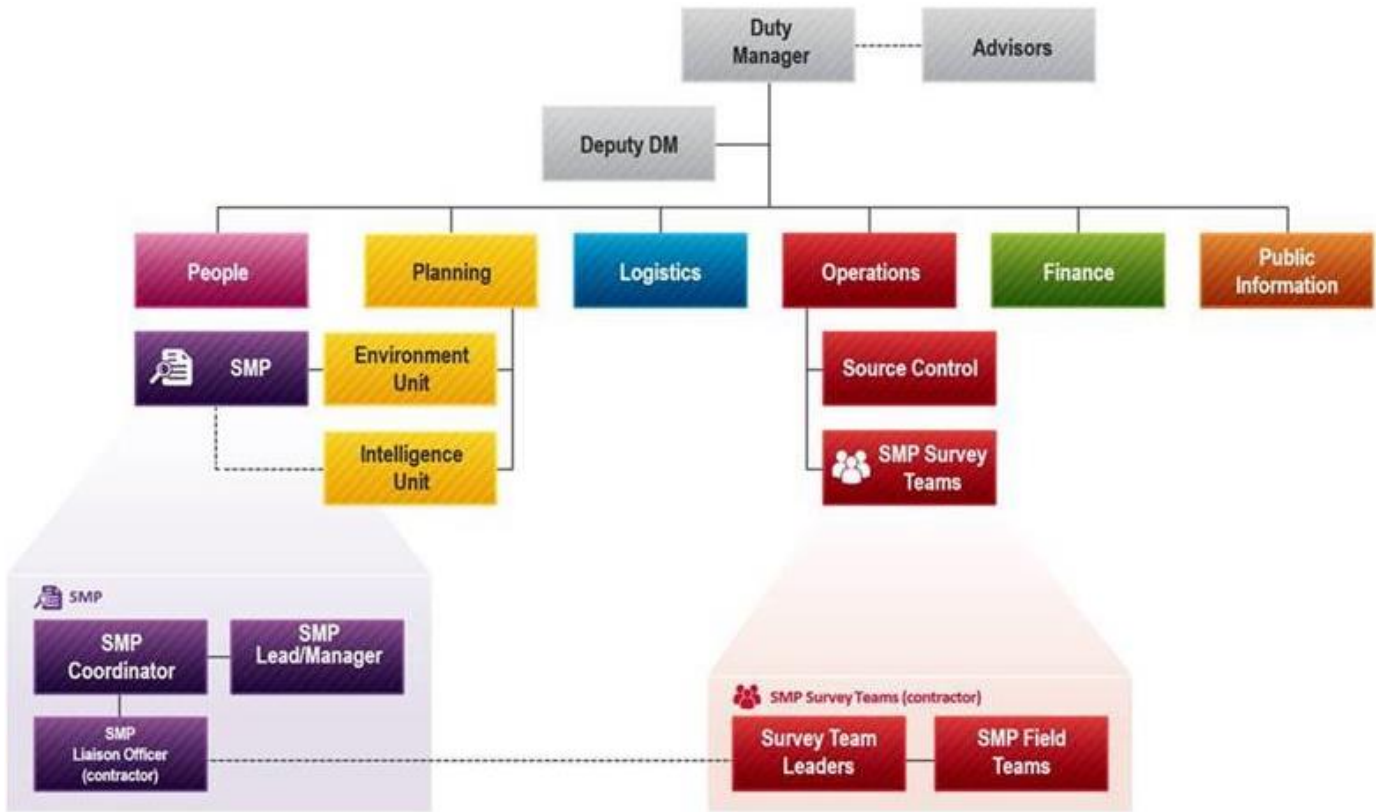 Duty
Manager
Advisors
Deputy DM
People
Planning
Logistics
Operations
Finance
Public
Information
SMP
Environment
Unit
Source Control
Intelligence
Unit
SMP Survey
Teams
SMP
SMP
Coordinator
SMP
Lead/Manager
SMP
Liaison Officer
(contractor)
SMP Survey Teams (contractor)
Survey Team
Leaders
SMP Field
Teams